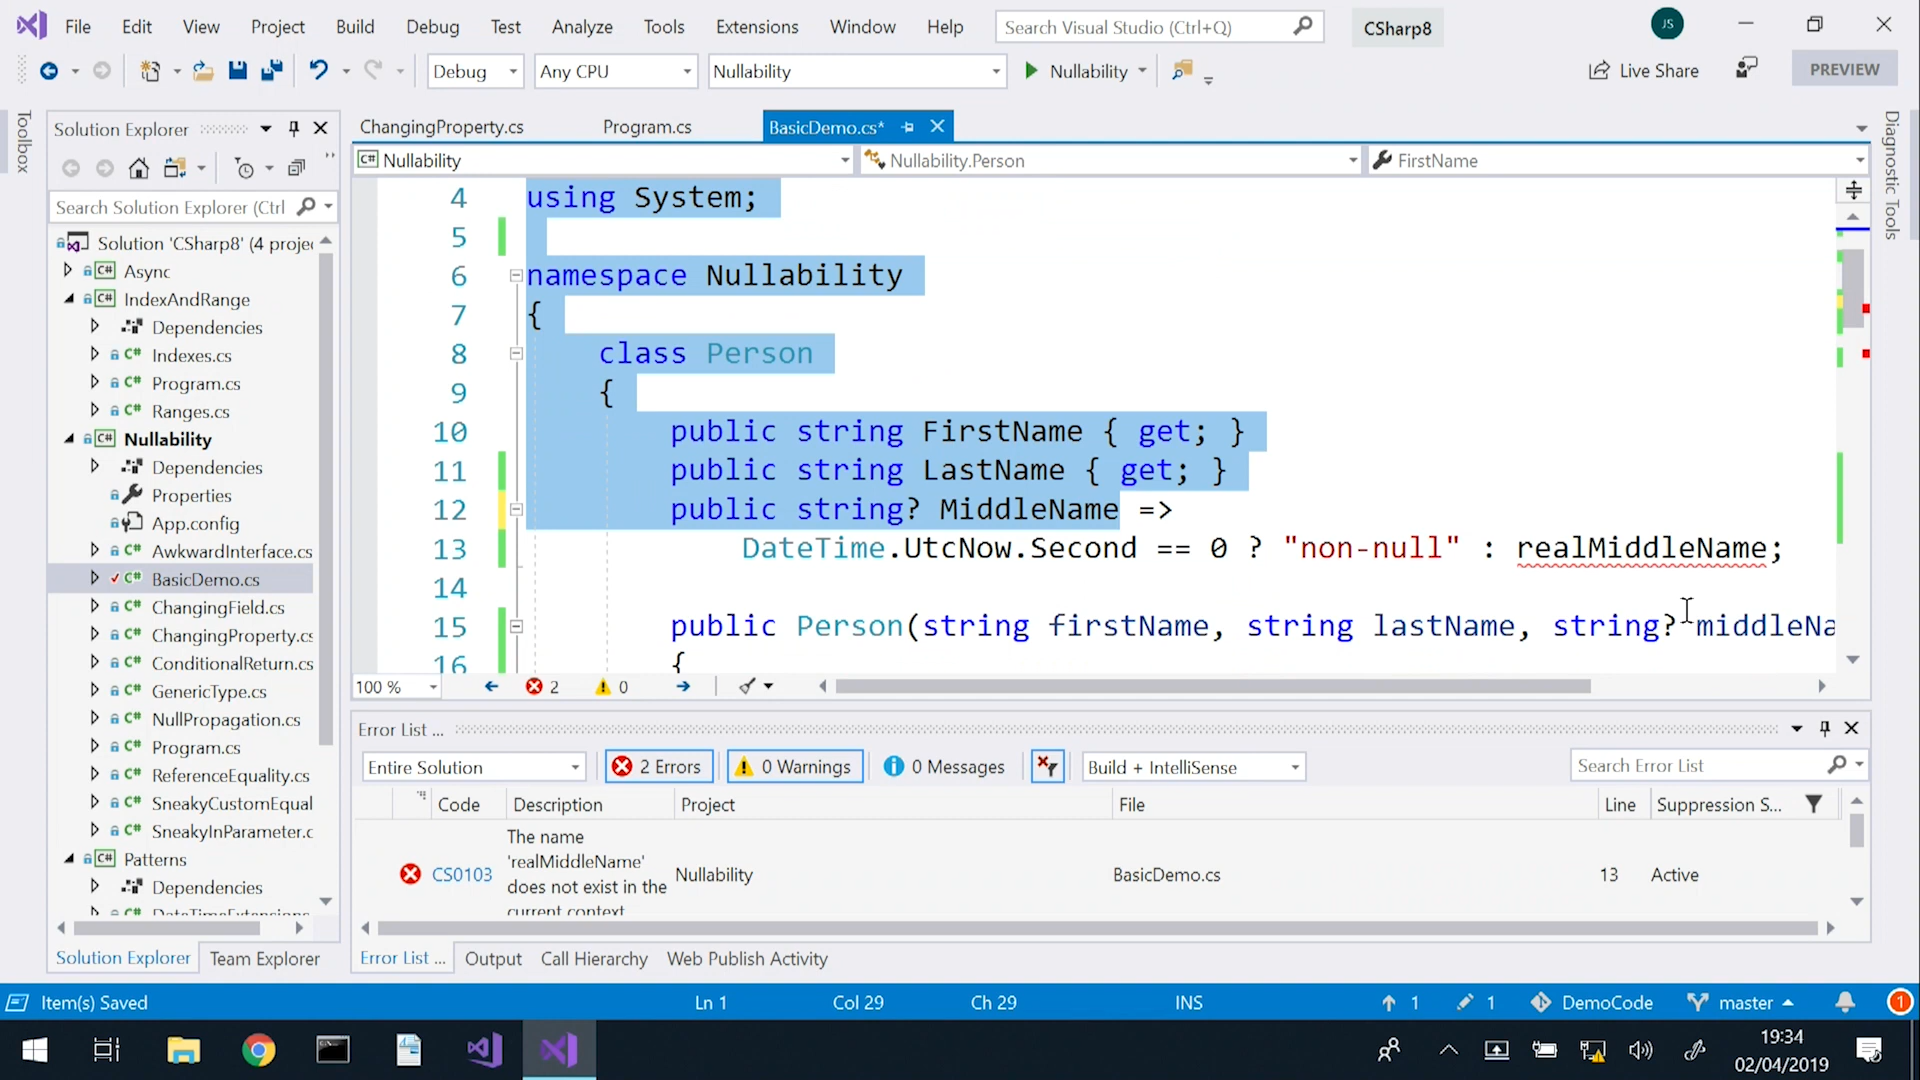 File Edit View Project Build Debug Test Analyze Tools Extensions Window Help Search Visual Studio (Ctrl+Q) CSharp8 JS
Debug Any CPU Nullability Nullability Live Share PREVIEW
Toolbox
Solution Explorer
Search Solution Explorer (Ctrl
Solution 'CSharp8' (4 proje
C# Async
C# IndexAndRange
Dependencies
C# Indexes.cs
C# Program.cs
C# Ranges.cs
C# Nullability
Dependencies
Properties
App.config
C# AwkwardInterface.cs
C# BasicDemo.cs
C# ChangingField.cs
C# ChangingProperty.cs
C# ConditionalReturn.cs
C# GenericType.cs
C# NullPropagation.cs
C# Program.cs
C# ReferenceEquality.cs
C# SneakyCustomEqual
C# SneakyInParameter.c
C# Patterns
Dependencies
C# DateTimeExtensions
Solution Explorer Team Explorer
ChangingProperty.cs Program.cs BasicDemo.cs*
C# Nullability Nullability.Person FirstName
4 using System;
5
6 namespace Nullability
7 {
8 class Person
9 {
10 public string FirstName { get; }
11 public string LastName { get; }
12 public string? MiddleName =>
13 DateTime.UtcNow.Second == 0 ? "non-null" : realMiddleName;
14
15 public Person(string firstName, string lastName, string? middleNa
16 {
100 % 2 0
Diagnostic Tools
Error List ...
Entire Solution 2 Errors 0 Warnings 0 Messages Build + IntelliSense Search Error List
Code Description Project File Line Suppression S...
CS0103 The name
'realMiddleName'
does not exist in the
current context
Nullability BasicDemo.cs 13 Active
Error List ... Output Call Hierarchy Web Publish Activity
Item(s) Saved Ln 1 Col 29 Ch 29 INS 1 1 DemoCode master 1
19:34
02/04/2019